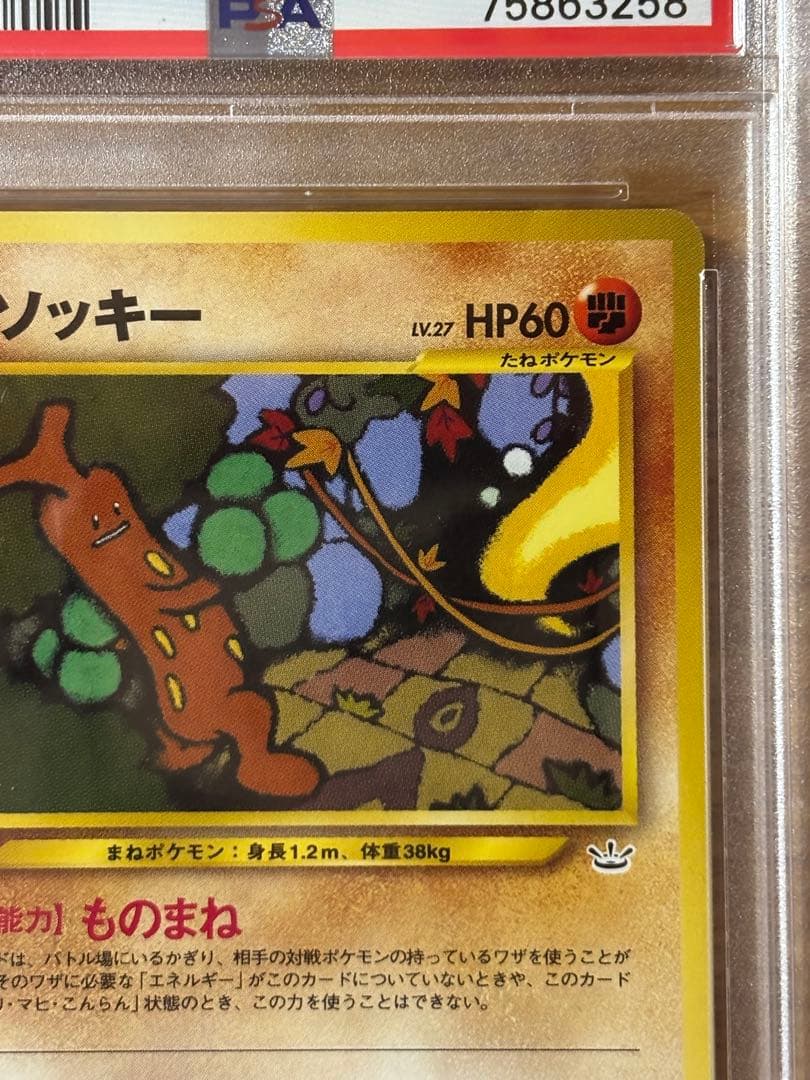 PSA
75863258
ソッキー
LV.27 HP60
たねポケモン
まねポケモン：身長1.2m、体重38kg
能力】ものまね
ドは、バトル場にいるかぎり、相手の対戦ポケモンの持っているワザを使うことが
そのワザに必要な「エネルギー」がこのカードについていないときや、このカード
リ・マヒ・こんらん」状態のとき、この力を使うことはできない。